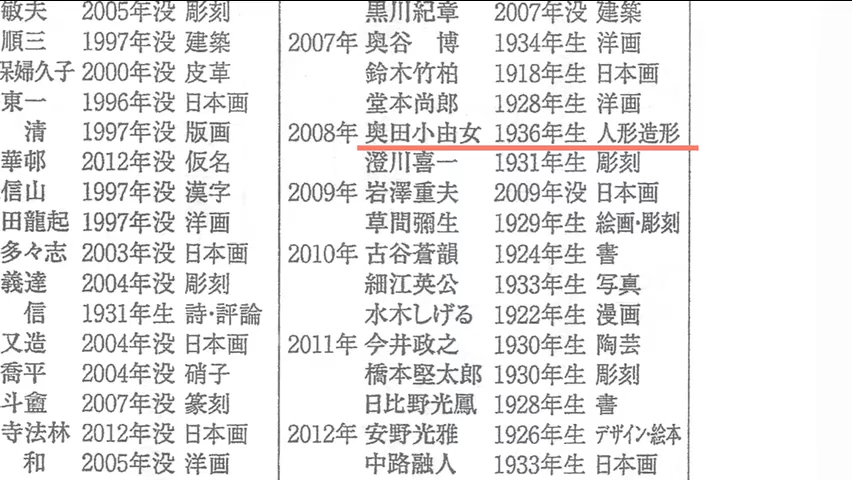 敏夫 2005年没 彫刻
順三 1997年没 建築
保婦久子 2000年没 皮革
東一 1996年没 日本画
清 1997年没 版画
華邨 2012年没 仮名
信山 1997年没 漢字
田龍起 1997年没 洋画
多々志 2003年没 日本画
義達 2004年没 彫刻
信 1931年生 詩・評論
又造 2004年没 日本画
喬平 2004年没 硝子
斗盦 2007年没 篆刻
寺法林 2012年没 日本画
和 2005年没 洋画
黒川紀章 2007年没 建築
2007年 奥谷 博 1934年生 洋画
鈴木竹柏 1918年生 日本画
堂本尚郎 1928年生 洋画
2008年 奥田小由女 1936年生 人形造形
澄川喜一 1931年生 彫刻
2009年 岩澤重夫 2009年没 日本画
草間彌生 1929年生 絵画・彫刻
2010年 古谷蒼韻 1924年生 書
細江英公 1933年生 写真
水木しげる 1922年生 漫画
2011年 今井政之 1930年生 陶芸
橋本堅太郎 1930年生 彫刻
日比野光鳳 1928年生 書
2012年 安野光雅 1926年生 デザイン・絵本
中路融人 1933年生 日本画